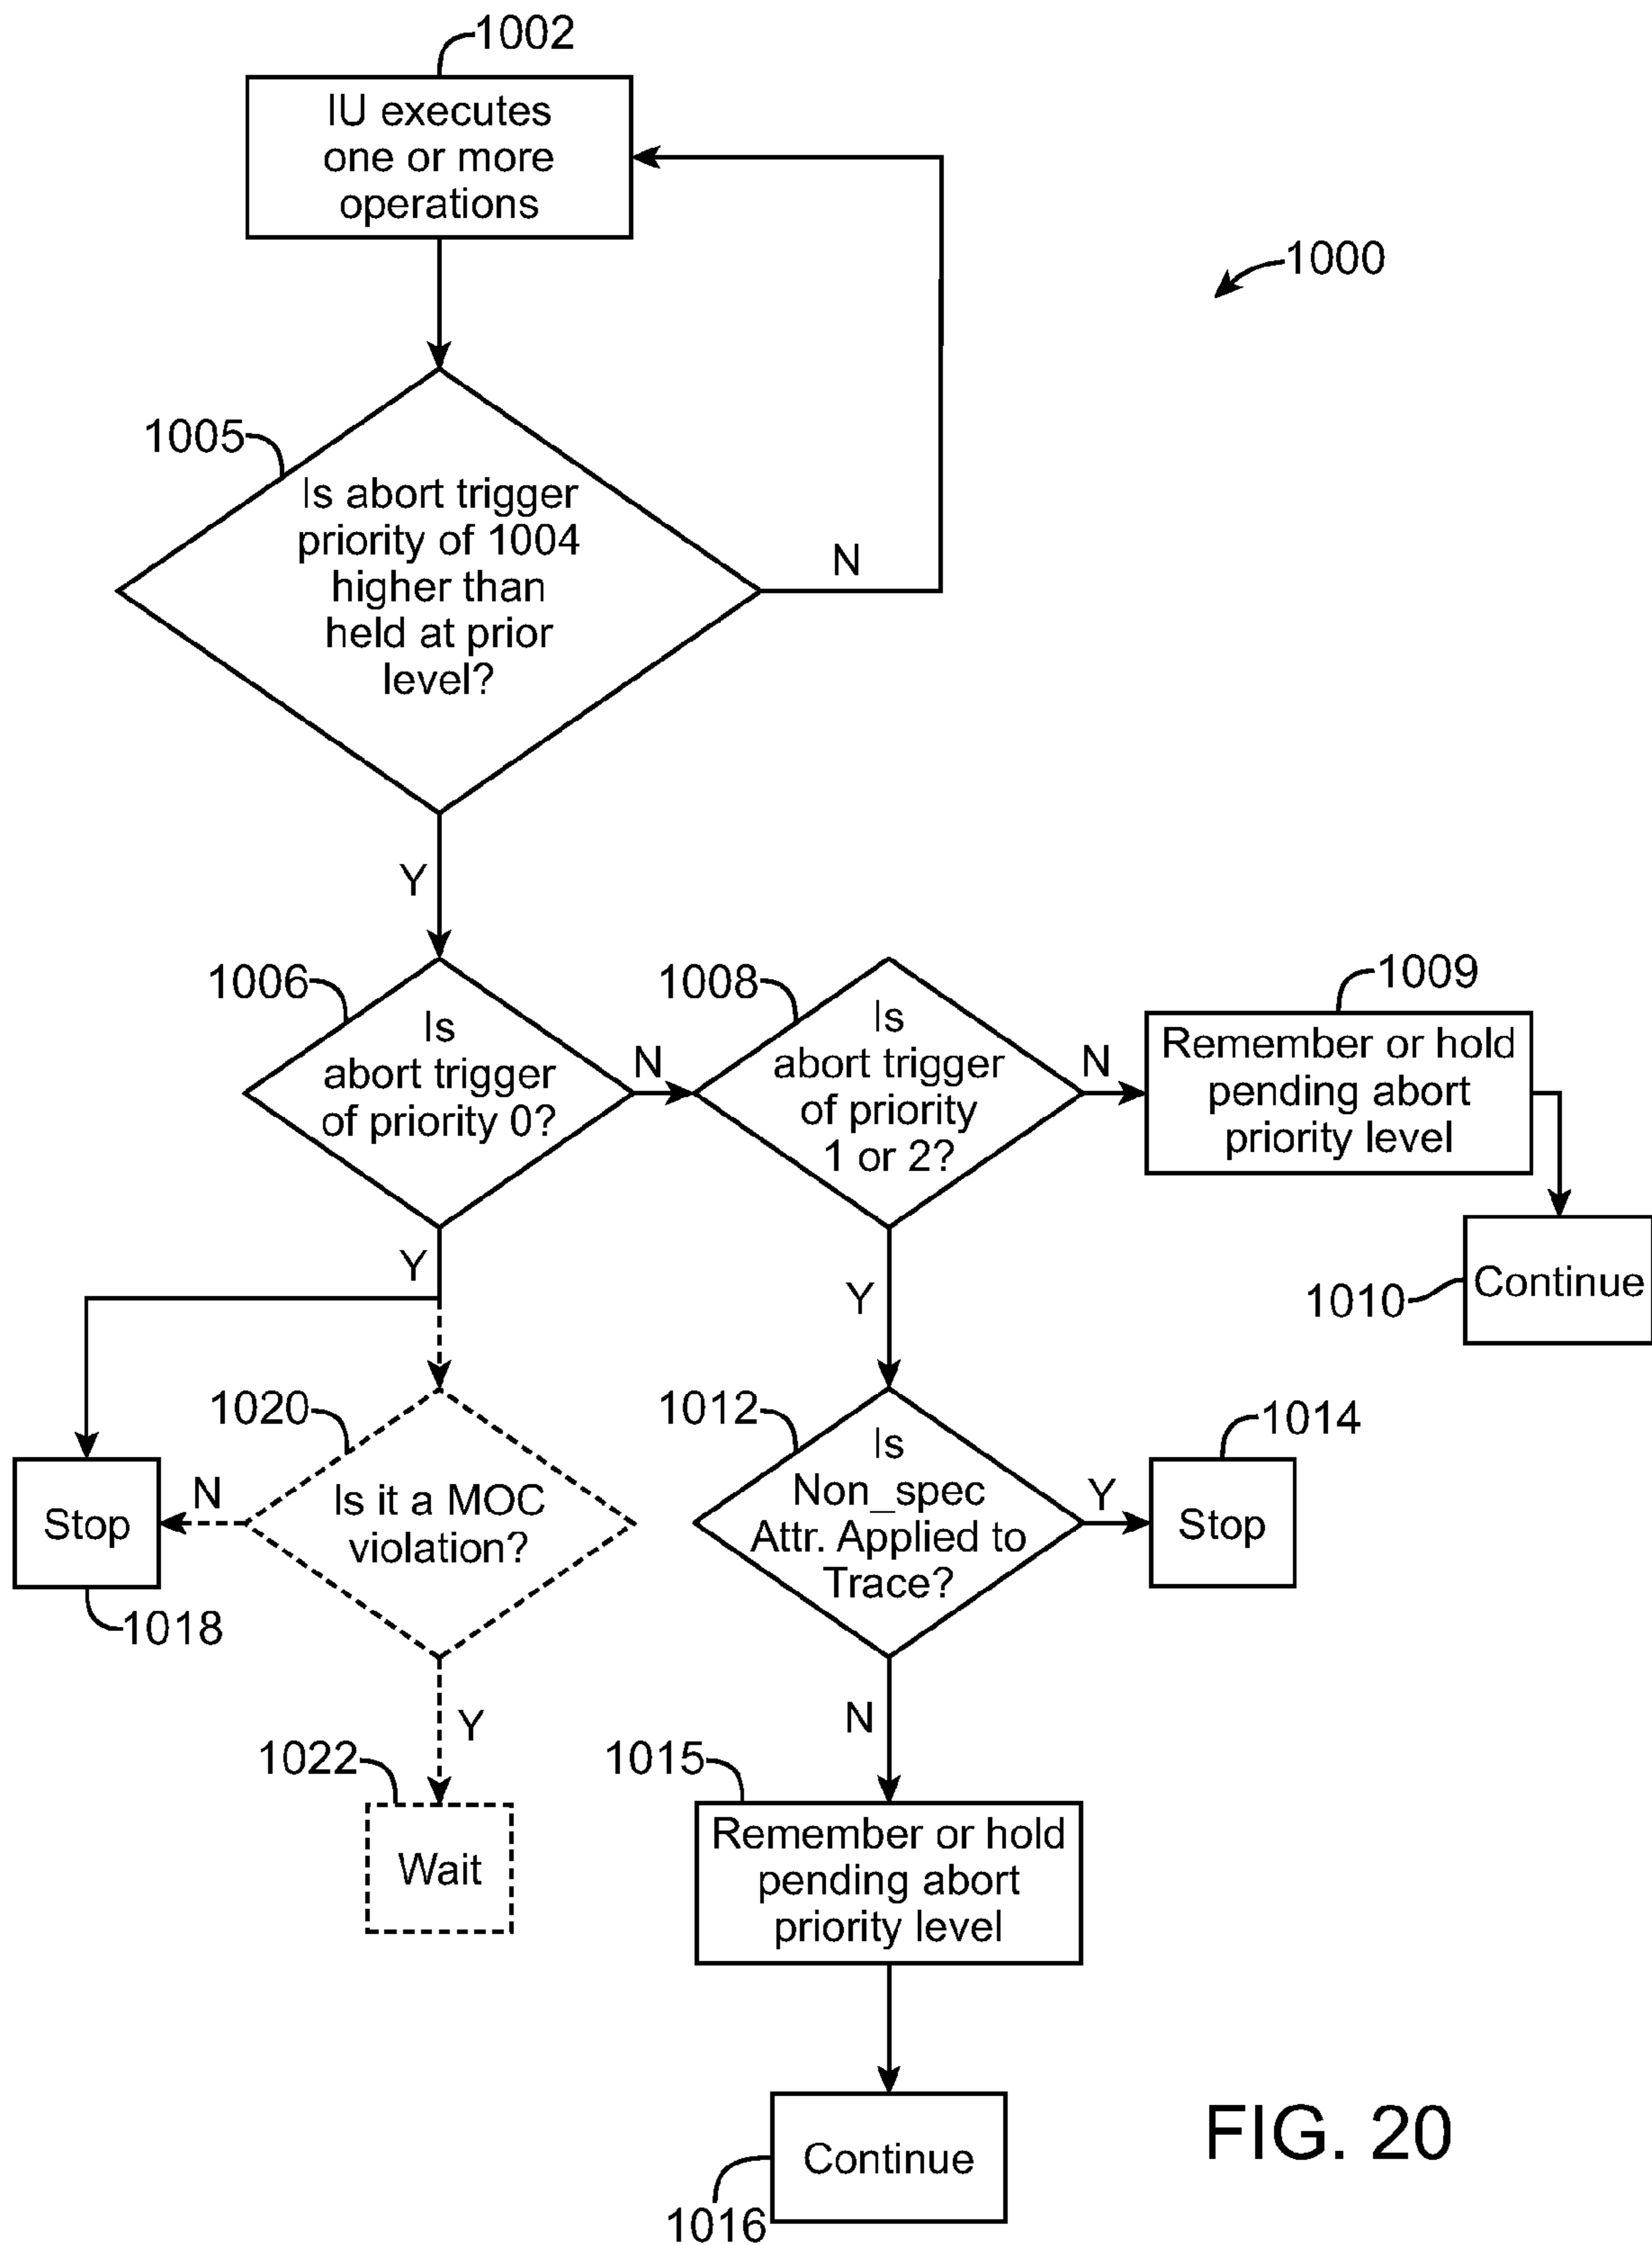 1002
IU executes
one or more
operations
1000
1005
Is abort trigger
priority of 1004
higher than
held at prior
level?
N
Y
1006
Is
abort trigger
of priority 0?
N
1008
Is
abort trigger
of priority
1 or 2?
N
1009
Remember or hold
pending abort
priority level
Y
Y
1010
Continue
1020
Is it a MOC
violation?
N
Stop
1018
1012
Is
Non_spec
Attr. Applied to
Trace?
Y
1014
Stop
Y
N
1022
Wait
1015
Remember or hold
pending abort
priority level
Continue
1016
FIG. 20